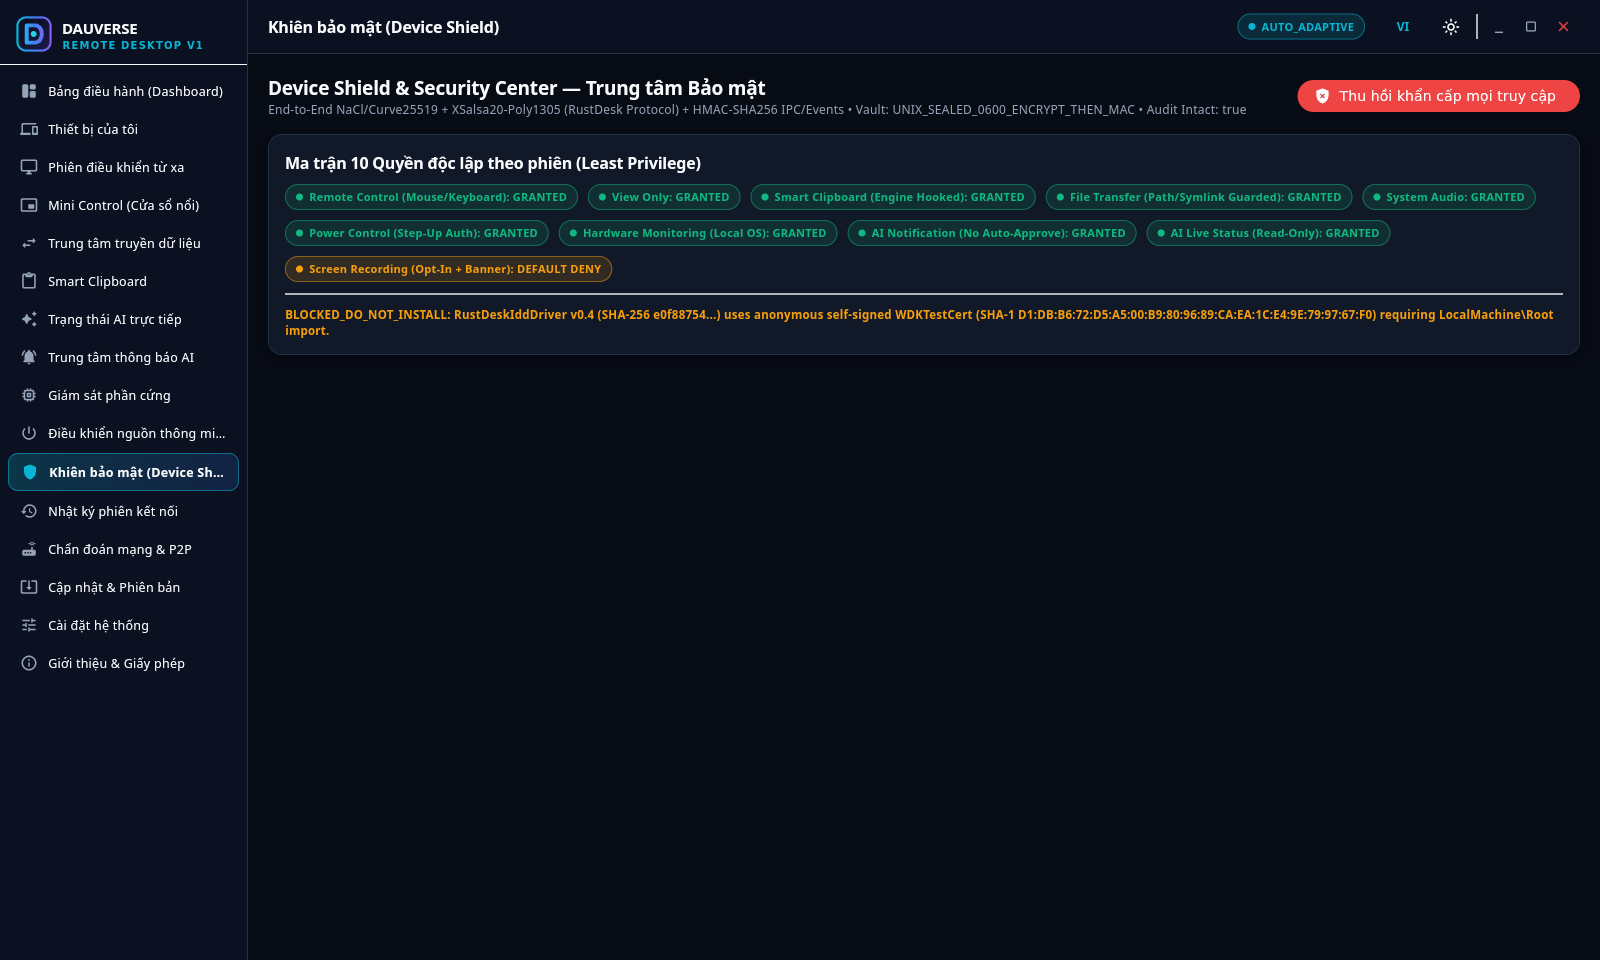 DAUVERSE
REMOTE DESKTOP V1
Bảng điều hành (Dashboard)
Thiết bị của tôi
Phiên điều khiển từ xa
Mini Control (Cửa sổ nổi)
Trung tâm truyền dữ liệu
Smart Clipboard
Trạng thái AI trực tiếp
Trung tâm thông báo AI
Giám sát phần cứng
Điều khiển nguồn thông mi...
Khiên bảo mật (Device Sh...
Nhật ký phiên kết nối
Chẩn đoán mạng & P2P
Cập nhật & Phiên bản
Cài đặt hệ thống
Giới thiệu & Giấy phép
Khiên bảo mật (Device Shield)
AUTO_ADAPTIVE
VI
Device Shield & Security Center — Trung tâm Bảo mật
End-to-End NaCl/Curve25519 + XSalsa20-Poly1305 (RustDesk Protocol) + HMAC-SHA256 IPC/Events • Vault: UNIX_SEALED_0600_ENCRYPT_THEN_MAC • Audit Intact: true
Thu hồi khẩn cấp mọi truy cập
Ma trận 10 Quyền độc lập theo phiên (Least Privilege)
Remote Control (Mouse/Keyboard): GRANTED
View Only: GRANTED
Smart Clipboard (Engine Hooked): GRANTED
File Transfer (Path/Symlink Guarded): GRANTED
System Audio: GRANTED
Power Control (Step-Up Auth): GRANTED
Hardware Monitoring (Local OS): GRANTED
AI Notification (No Auto-Approve): GRANTED
AI Live Status (Read-Only): GRANTED
Screen Recording (Opt-In + Banner): DEFAULT DENY
BLOCKED_DO_NOT_INSTALL: RustDeskIddDriver v0.4 (SHA-256 e0f88754...) uses anonymous self-signed WDKTestCert (SHA-1 D1:DB:B6:72:D5:A5:00:B9:80:96:89:CA:EA:1C:E4:9E:79:97:67:F0) requiring LocalMachine\Root
import.